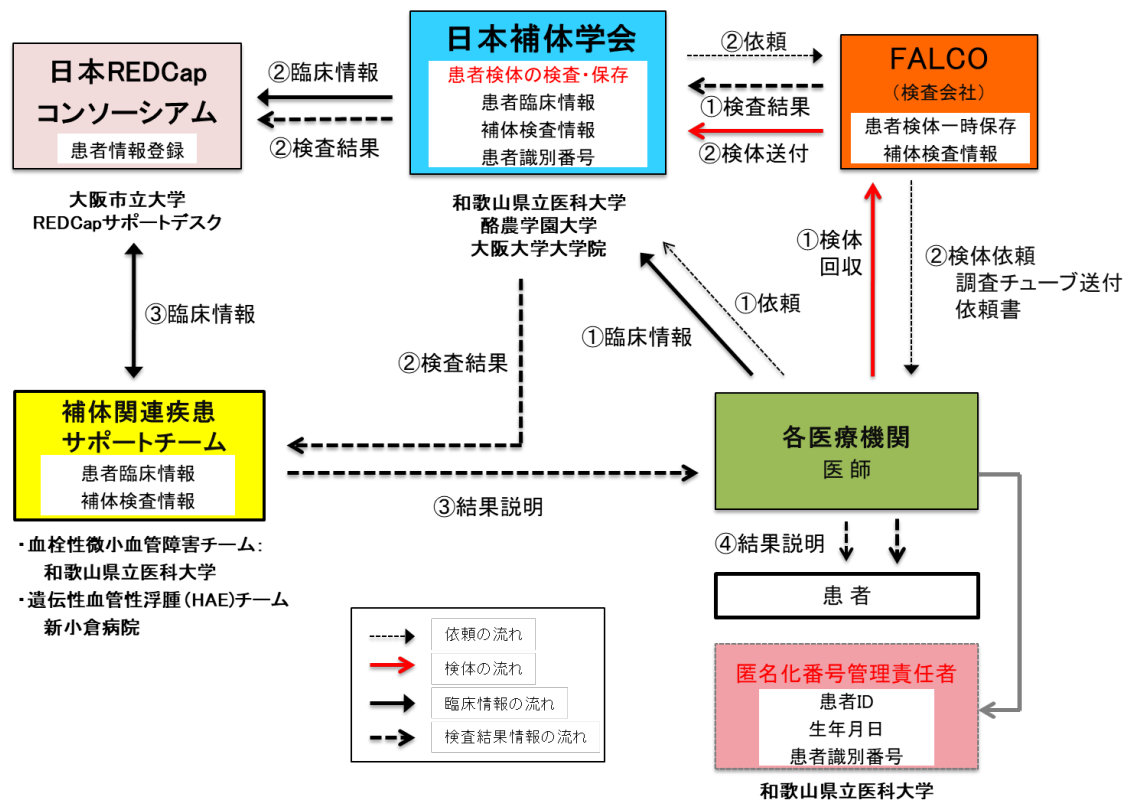 日本REDCap
コンソーシアム
患者情報登録
大阪市立大学
REDCapサポートデスク
②臨床情報
②検査結果
日本補体学会
患者検体の検査・保存
患者臨床情報
補体検査情報
患者識別番号
和歌山県立医科大学
酪農学園大学
大阪大学大学院
②依頼
①検査結果
②検体送付
FALCO
（検査会社）
患者検体一時保存
補体検査情報
①検体
回収
②検体依頼
調査チューブ送付
依頼書
①依頼
①臨床情報
③臨床情報
②検査結果
補体関連疾患
サポートチーム
患者臨床情報
補体検査情報
・血栓性微小血管障害チーム：
和歌山県立医科大学
・遺伝性血管性浮腫（HAE）チーム
新小倉病院
③結果説明
各医療機関
医師
④結果説明
患者
匿名化番号管理責任者
患者ID
生年月日
患者識別番号
和歌山県立医科大学
依頼の流れ
検体の流れ
臨床情報の流れ
検査結果情報の流れ